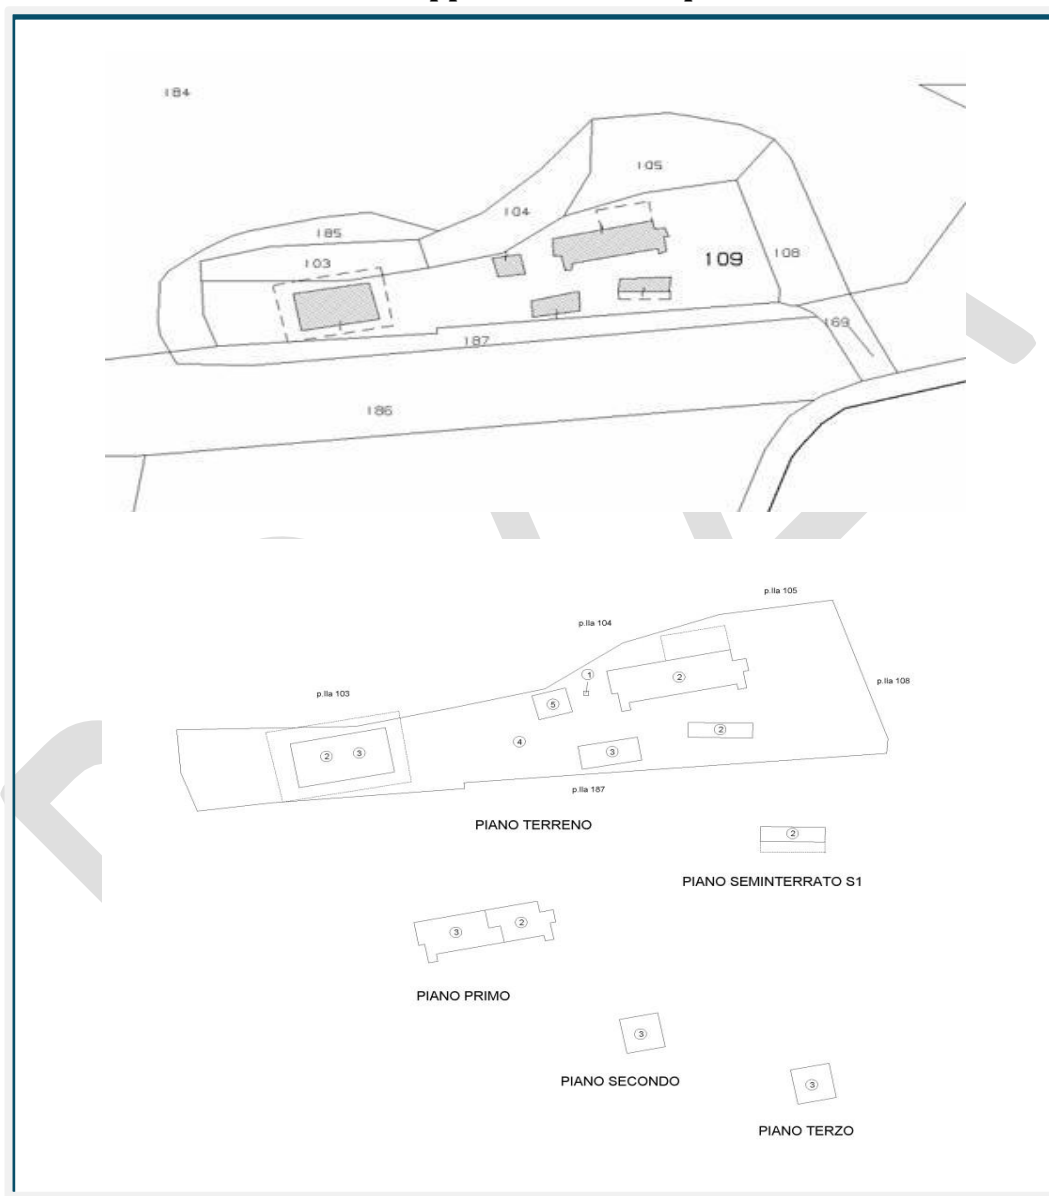 184
105
104
185
103
109
108
187
169
186
p.lla 105
p.lla 104
1
2
p.lla 108
p.lla 103
5
2
4
2
3
3
p.lla 187
PIANO TERRENO
2
PIANO SEMINTERRATO S1
3
2
PIANO PRIMO
3
PIANO SECONDO
3
PIANO TERZO